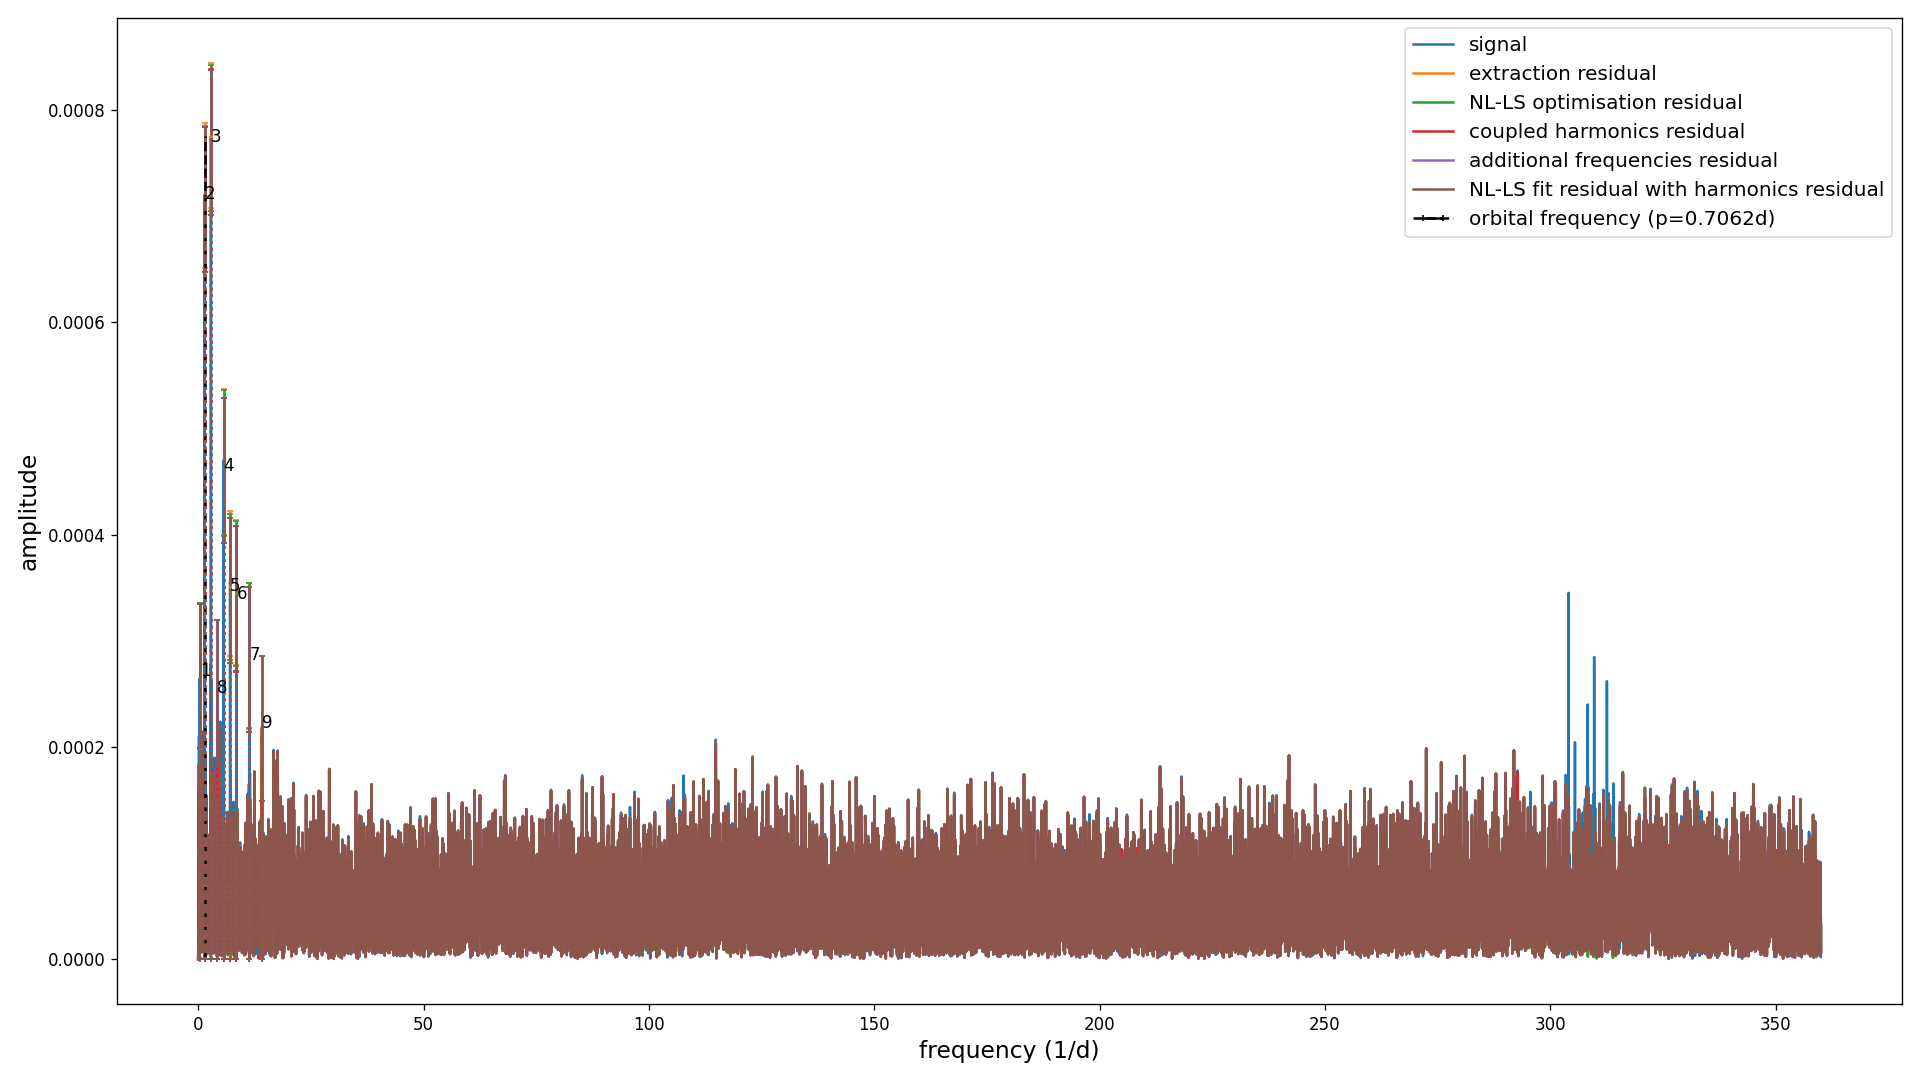 signal
extraction residual
NL-LS optimisation residual
coupled harmonics residual
additional frequencies residual
NL-LS fit residual with harmonics residual
orbital frequency (p=0.7062d)
0.0008
0.0006
0.0004
0.0002
0.0000
amplitude
3
2
4
5
6
7
1
8
9
0
50
100
150
200
250
300
350
frequency (1/d)